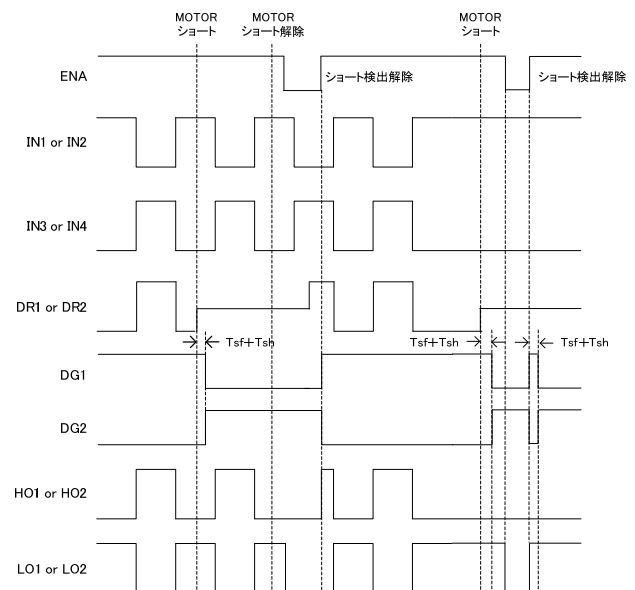 MOTOR
ショート
MOTOR
ショート解除
MOTOR
ショート
ENA
ショート検出解除
ショート検出解除
IN1 or IN2
IN3 or IN4
DR1 or DR2
Tsf+Tsh
Tsf+Tsh
Tsf+Tsh
DG1
DG2
HO1 or HO2
LO1 or LO2